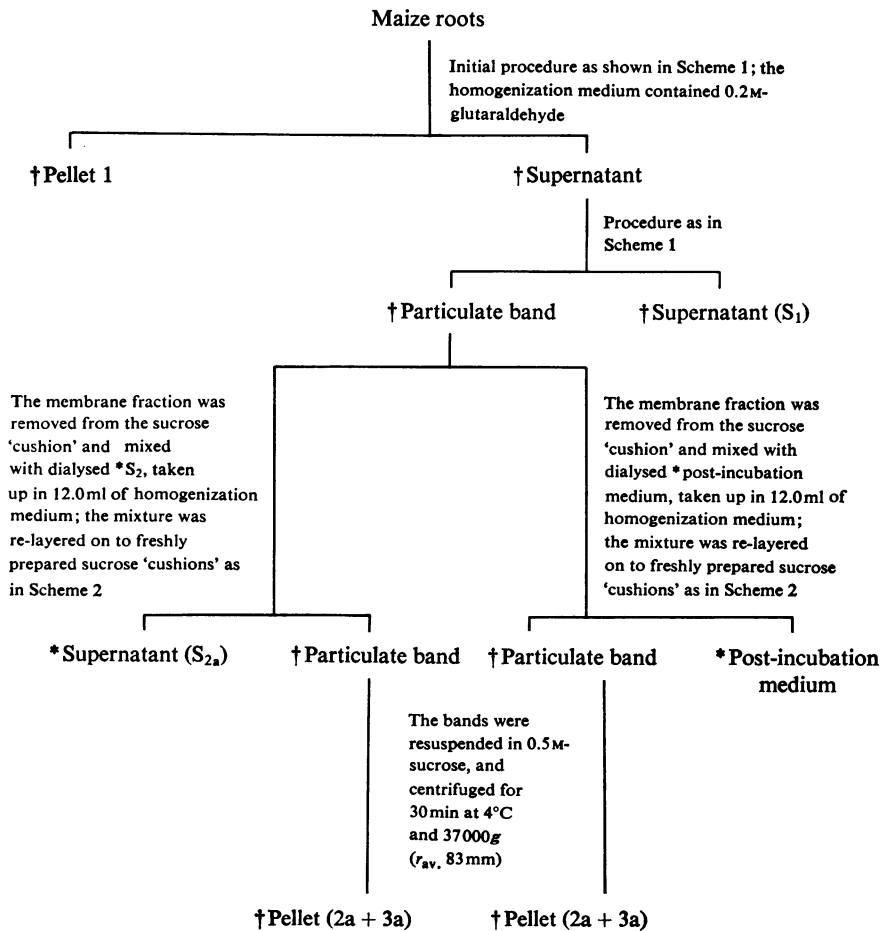 Maize roots
Initial procedure as shown in Scheme 1; the
homogenization medium contained 0.2M-
glutaraldehyde
†Pellet 1
†Supernatant
Procedure as in
Scheme 1
†Particulate band
†Supernatant (S₁)
The membrane fraction was
removed from the sucrose
‘cushion’ and mixed
with dialysed *S₂, taken
up in 12.0ml of homogenization
medium; the mixture was
re-layered on to freshly
prepared sucrose ‘cushions’ as
in Scheme 2
The membrane fraction was
removed from the sucrose
‘cushion’ and mixed with
dialysed *post-incubation
medium, taken up in 12.0ml of
homogenization medium;
the mixture was re-layered
on to freshly prepared sucrose
‘cushions’ as in Scheme 2
*Supernatant (S₂ₐ)
†Particulate band
†Particulate band
*Post-incubation
medium
The bands were
resuspended in 0.5M-
sucrose, and
centrifuged for
30min at 4°C
and 37000g
(rav. 83mm)
†Pellet (2a + 3a)
†Pellet (2a + 3a)